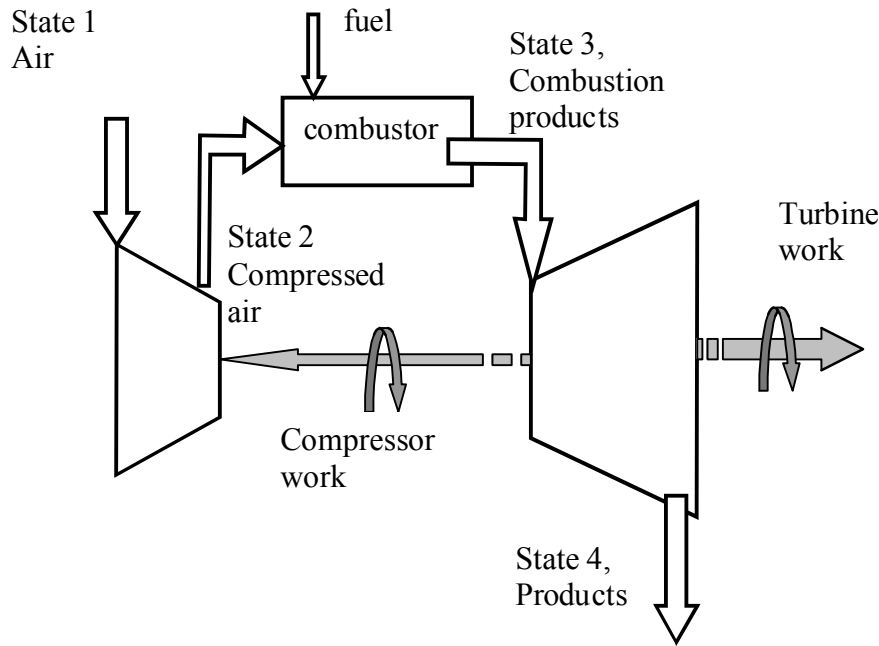 State 1
Air
fuel
State 3,
Combustion
products
combustor
Turbine
work
State 2
Compressed
air
Compressor
work
State 4,
Products